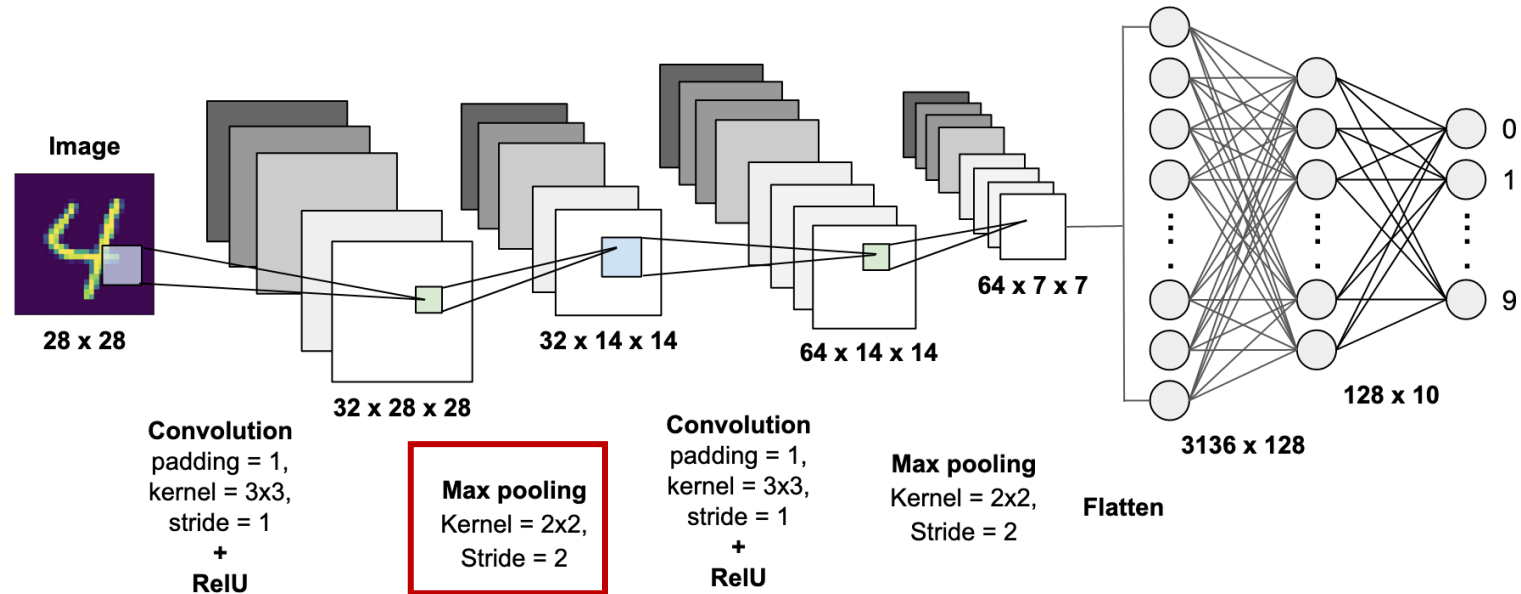 Image
28 x 28
Convolution
padding = 1,
kernel = 3x3,
stride = 1
+
RelU
32 x 28 x 28
Max pooling
Kernel = 2x2,
Stride = 2
32 x 14 x 14
Convolution
padding = 1,
kernel = 3x3,
stride = 1
+
RelU
64 x 14 x 14
Max pooling
Kernel = 2x2,
Stride = 2
64 x 7 x 7
Flatten
3136 x 128
128 x 10
0
1
9
4